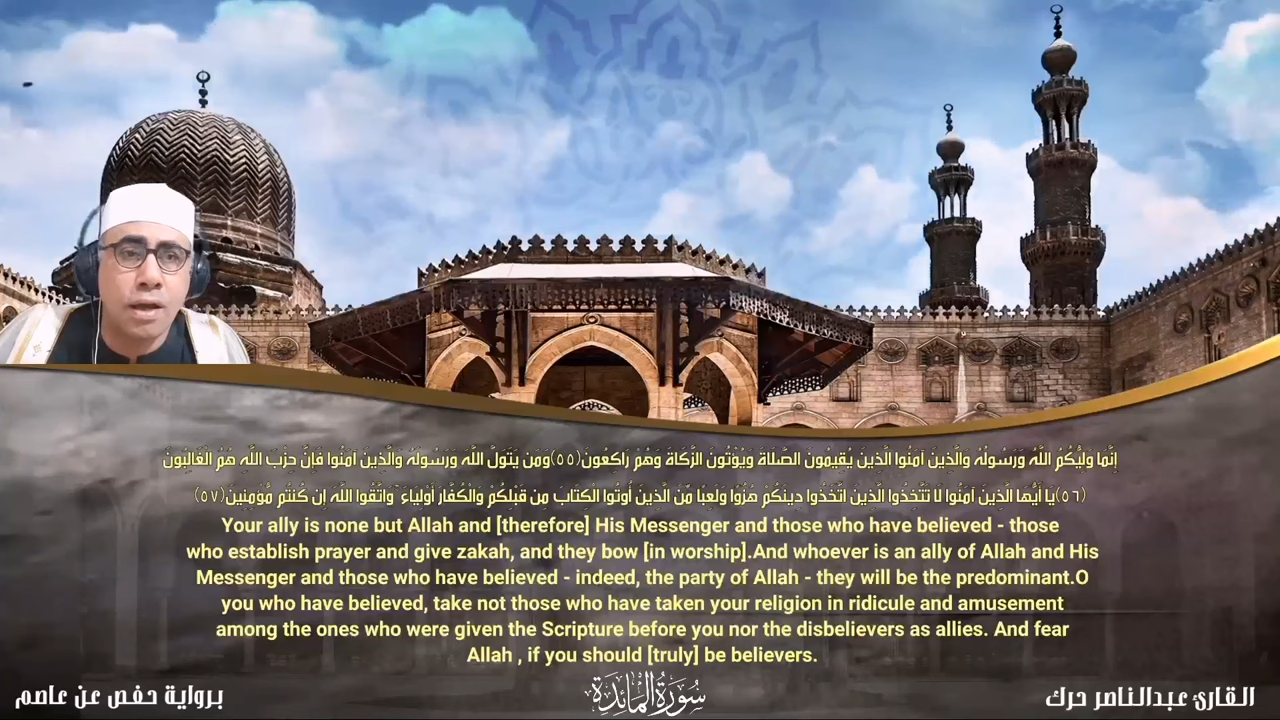 إِنَّمَا وَلِيُّكُمُ اللَّهُ وَرَسُولُهُ وَالَّذِينَ آمَنُوا الَّذِينَ يُقِيمُونَ الصَّلَاةَ وَيُؤْتُونَ الزَّكَاةَ وَهُمْ رَاكِعُونَ(٥٥)وَمَن يَتَوَلَّ اللَّهَ وَرَسُولَهُ وَالَّذِينَ آمَنُوا فَإِنَّ حِزْبَ اللَّهِ هُمُ الْغَالِبُونَ
(٥٦)يَا أَيُّهَا الَّذِينَ آمَنُوا لَا تَتَّخِذُوا الَّذِينَ اتَّخَذُوا دِينَكُمْ هُزُوًا وَلَعِبًا مِّنَ الَّذِينَ أُوتُوا الْكِتَابَ مِن قَبْلِكُمْ وَالْكُفَّارَ أَوْلِيَاءَ ۚ وَاتَّقُوا اللَّهَ إِن كُنتُم مُّؤْمِنِينَ(٥٧)
Your ally is none but Allah and [therefore] His Messenger and those who have believed - those
who establish prayer and give zakah, and they bow [in worship].And whoever is an ally of Allah and His
Messenger and those who have believed - indeed, the party of Allah - they will be the predominant.O
you who have believed, take not those who have taken your religion in ridicule and amusement
among the ones who were given the Scripture before you nor the disbelievers as allies. And fear
Allah , if you should [truly] be believers.
القارئ عبدالناصر حرك
سُورَةُ الْمَائِدَةِ
برواية حفص عن عاصم